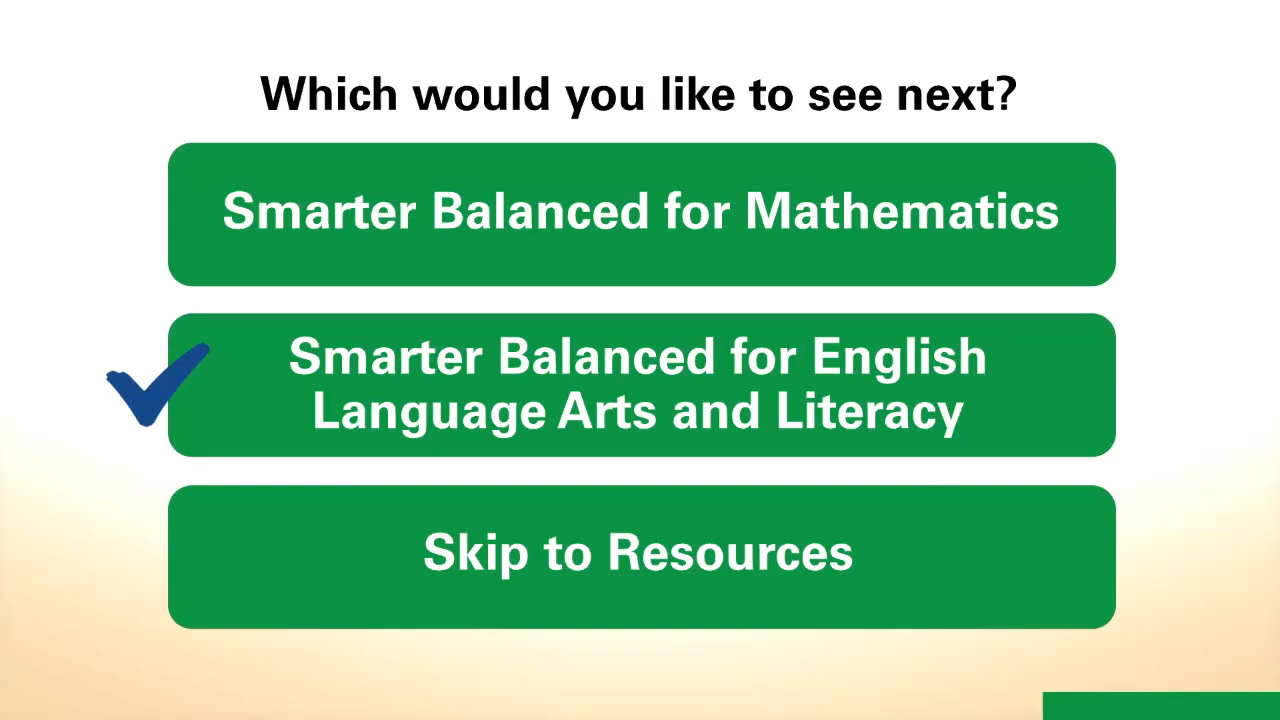 Which would you like to see next?
Smarter Balanced for Mathematics
Smarter Balanced for English
Language Arts and Literacy
Skip to Resources